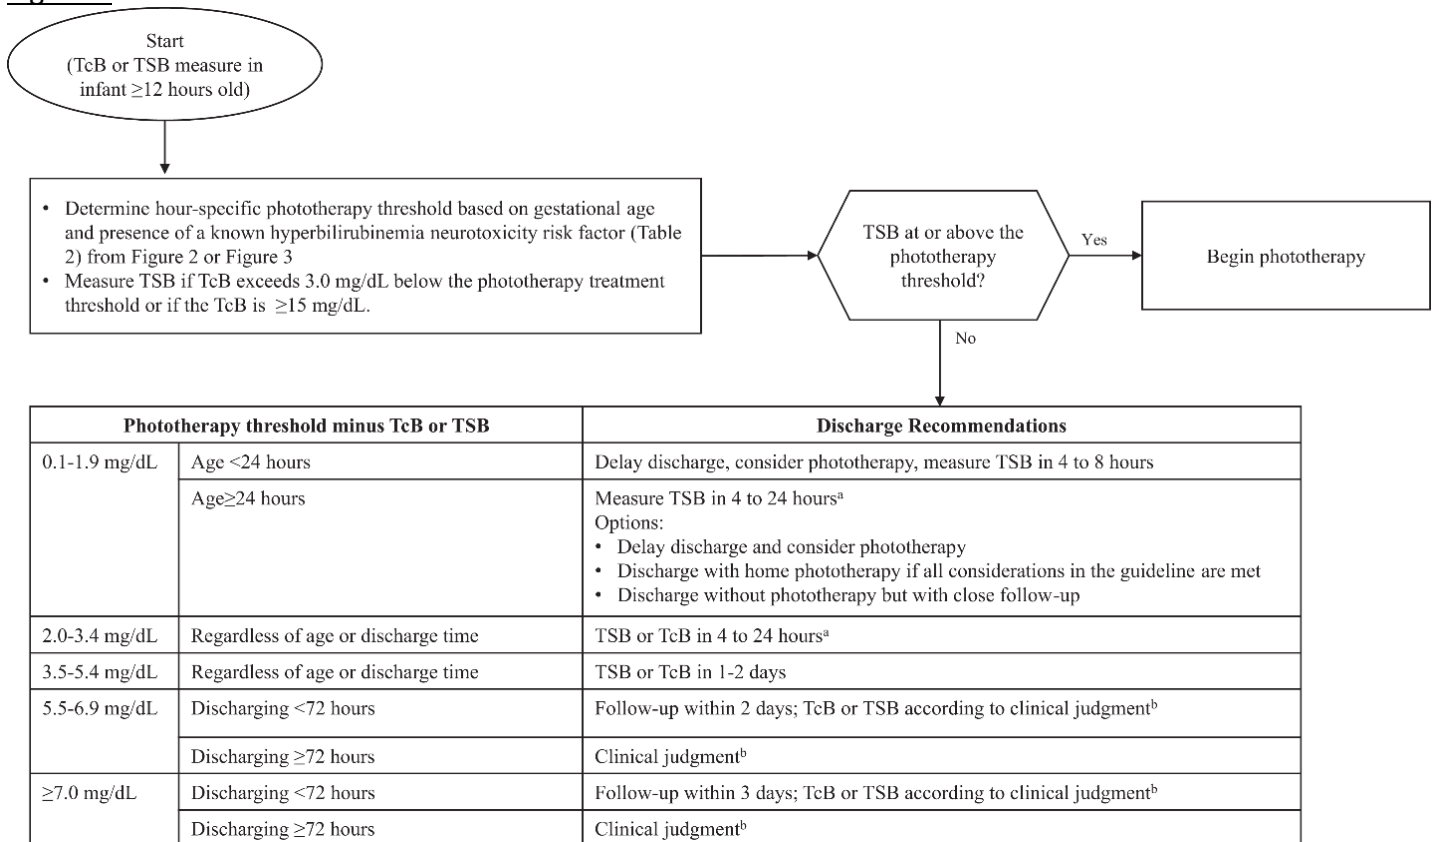 Start
(TcB or TSB measure in
infant ≥12 hours old)
• Determine hour-specific phototherapy threshold based on gestational age
and presence of a known hyperbilirubinemia neurotoxicity risk factor (Table
2) from Figure 2 or Figure 3
• Measure TSB if TcB exceeds 3.0 mg/dL below the phototherapy treatment
threshold or if the TcB is ≥15 mg/dL.
TSB at or above the
phototherapy
threshold?
Yes
Begin phototherapy
No
Phototherapy threshold minus TcB or TSB
Discharge Recommendations
0.1-1.9 mg/dL
Age <24 hours
Delay discharge, consider phototherapy, measure TSB in 4 to 8 hours
Age≥24 hours
Measure TSB in 4 to 24 hoursᵃ
Options:
• Delay discharge and consider phototherapy
• Discharge with home phototherapy if all considerations in the guideline are met
• Discharge without phototherapy but with close follow-up
2.0-3.4 mg/dL
Regardless of age or discharge time
TSB or TcB in 4 to 24 hoursᵃ
3.5-5.4 mg/dL
Regardless of age or discharge time
TSB or TcB in 1-2 days
5.5-6.9 mg/dL
Discharging <72 hours
Follow-up within 2 days; TcB or TSB according to clinical judgmentᵇ
Discharging ≥72 hours
Clinical judgmentᵇ
≥7.0 mg/dL
Discharging <72 hours
Follow-up within 3 days; TcB or TSB according to clinical judgmentᵇ
Discharging ≥72 hours
Clinical judgmentᵇ